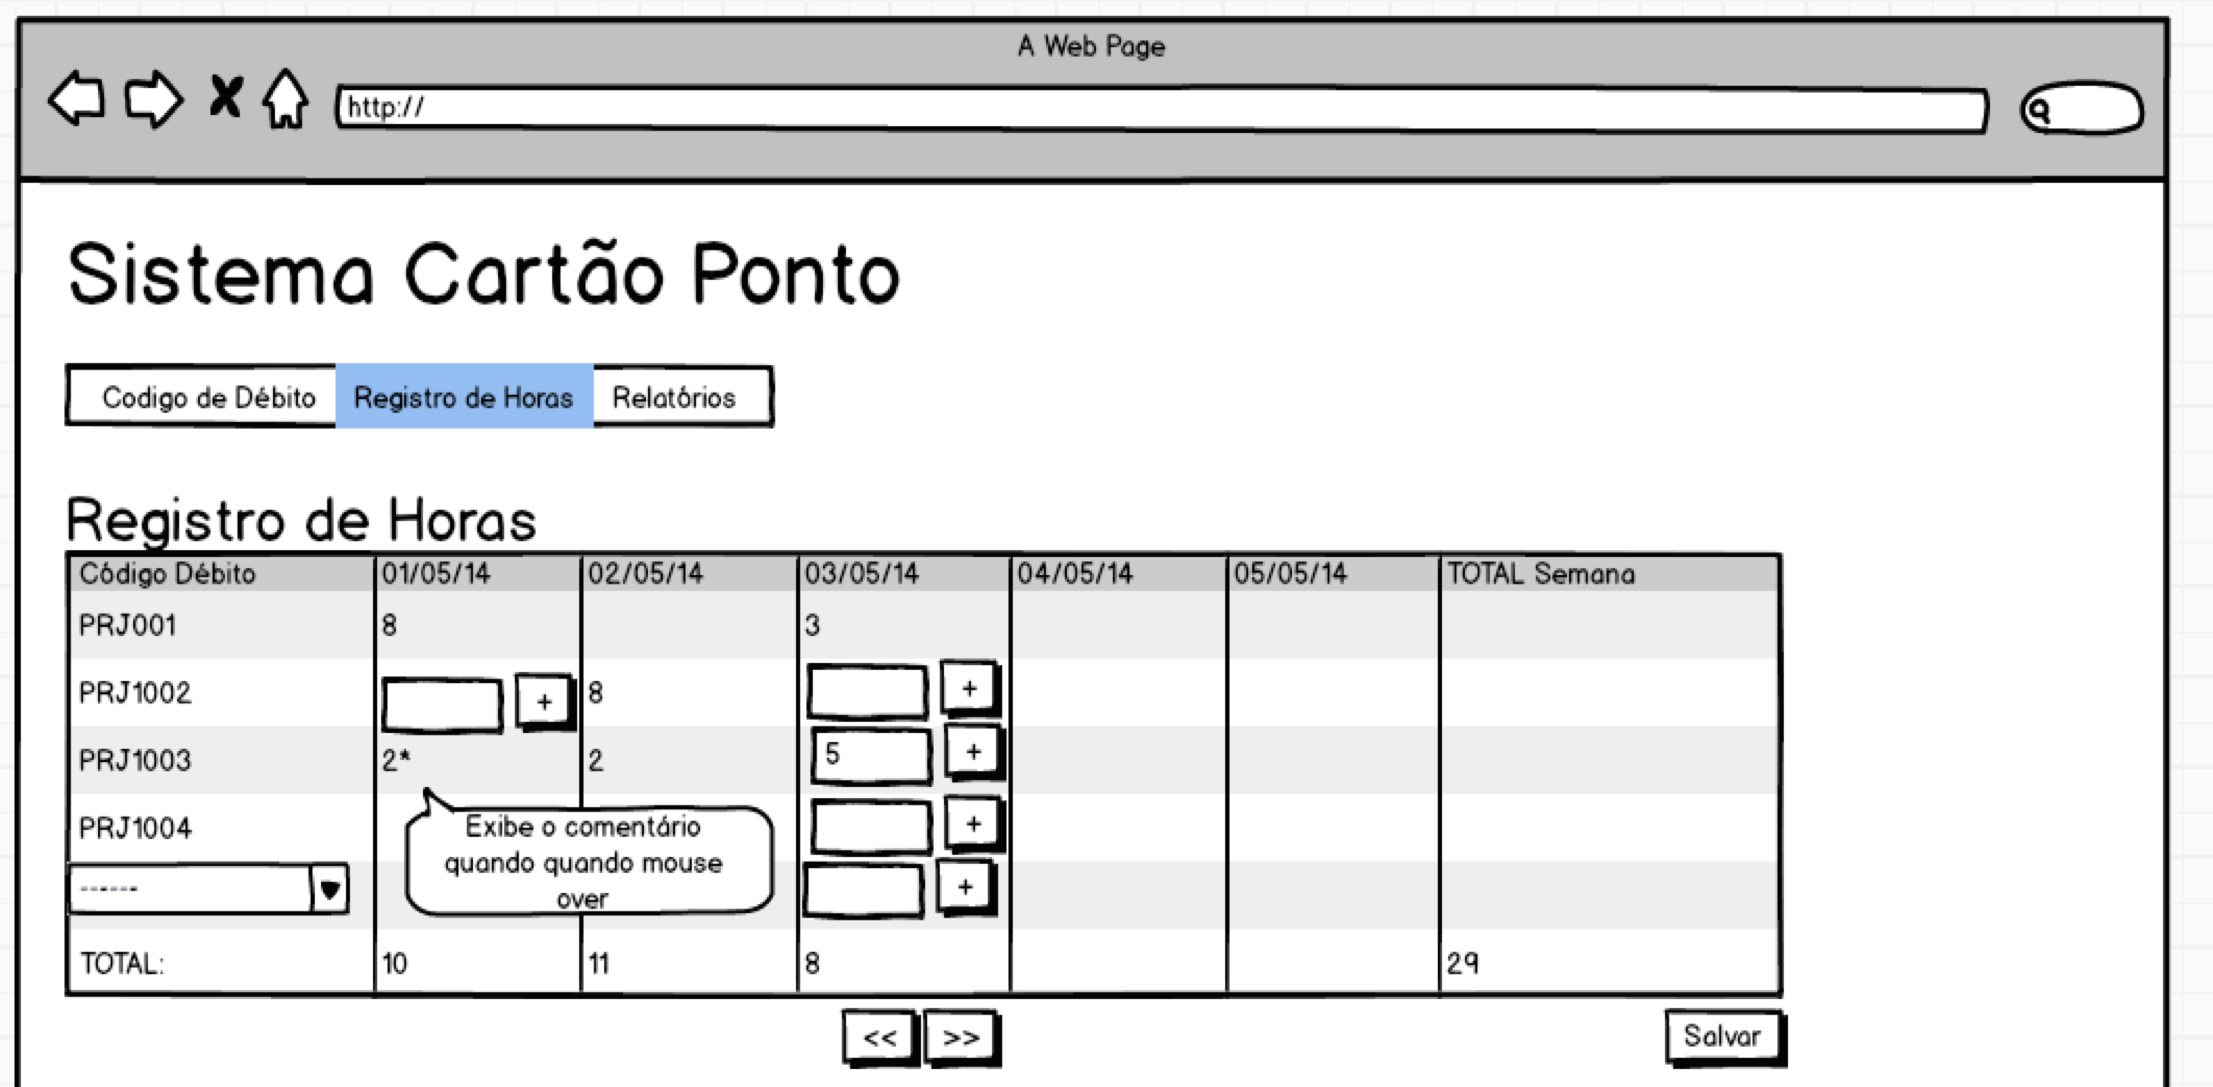 A Web Page
http://
Sistema Cartão Ponto
Codigo de Débito Registro de Horas Relatórios
Registro de Horas
Código Débito 01/05/14 02/05/14 03/05/14 04/05/14 05/05/14 TOTAL Semana
PRJ001 8 3
PRJ1002 + 8 +
PRJ1003 2* 2 5 +
PRJ1004 +
Exibe o comentário
quando quando mouse
over
------ +
TOTAL: 10 11 8 29
<< >> Salvar